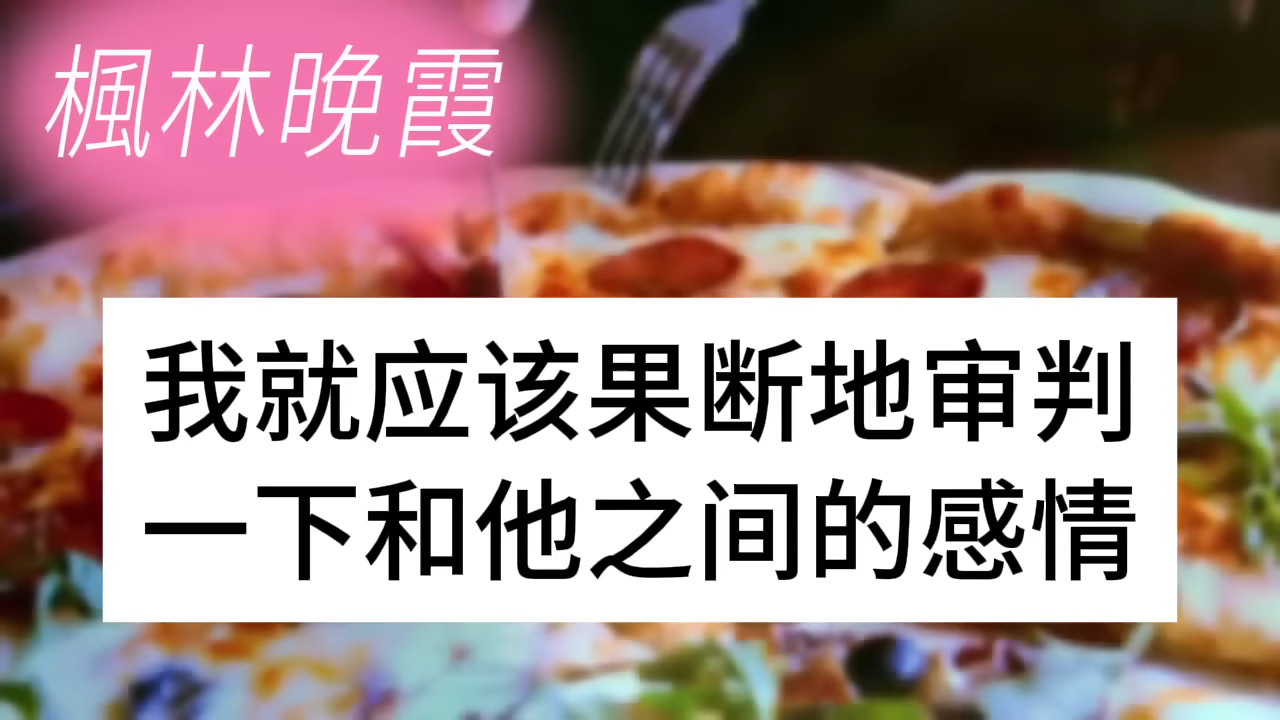 楓林晚霞
我就应该果断地审判
一下和他之间的感情